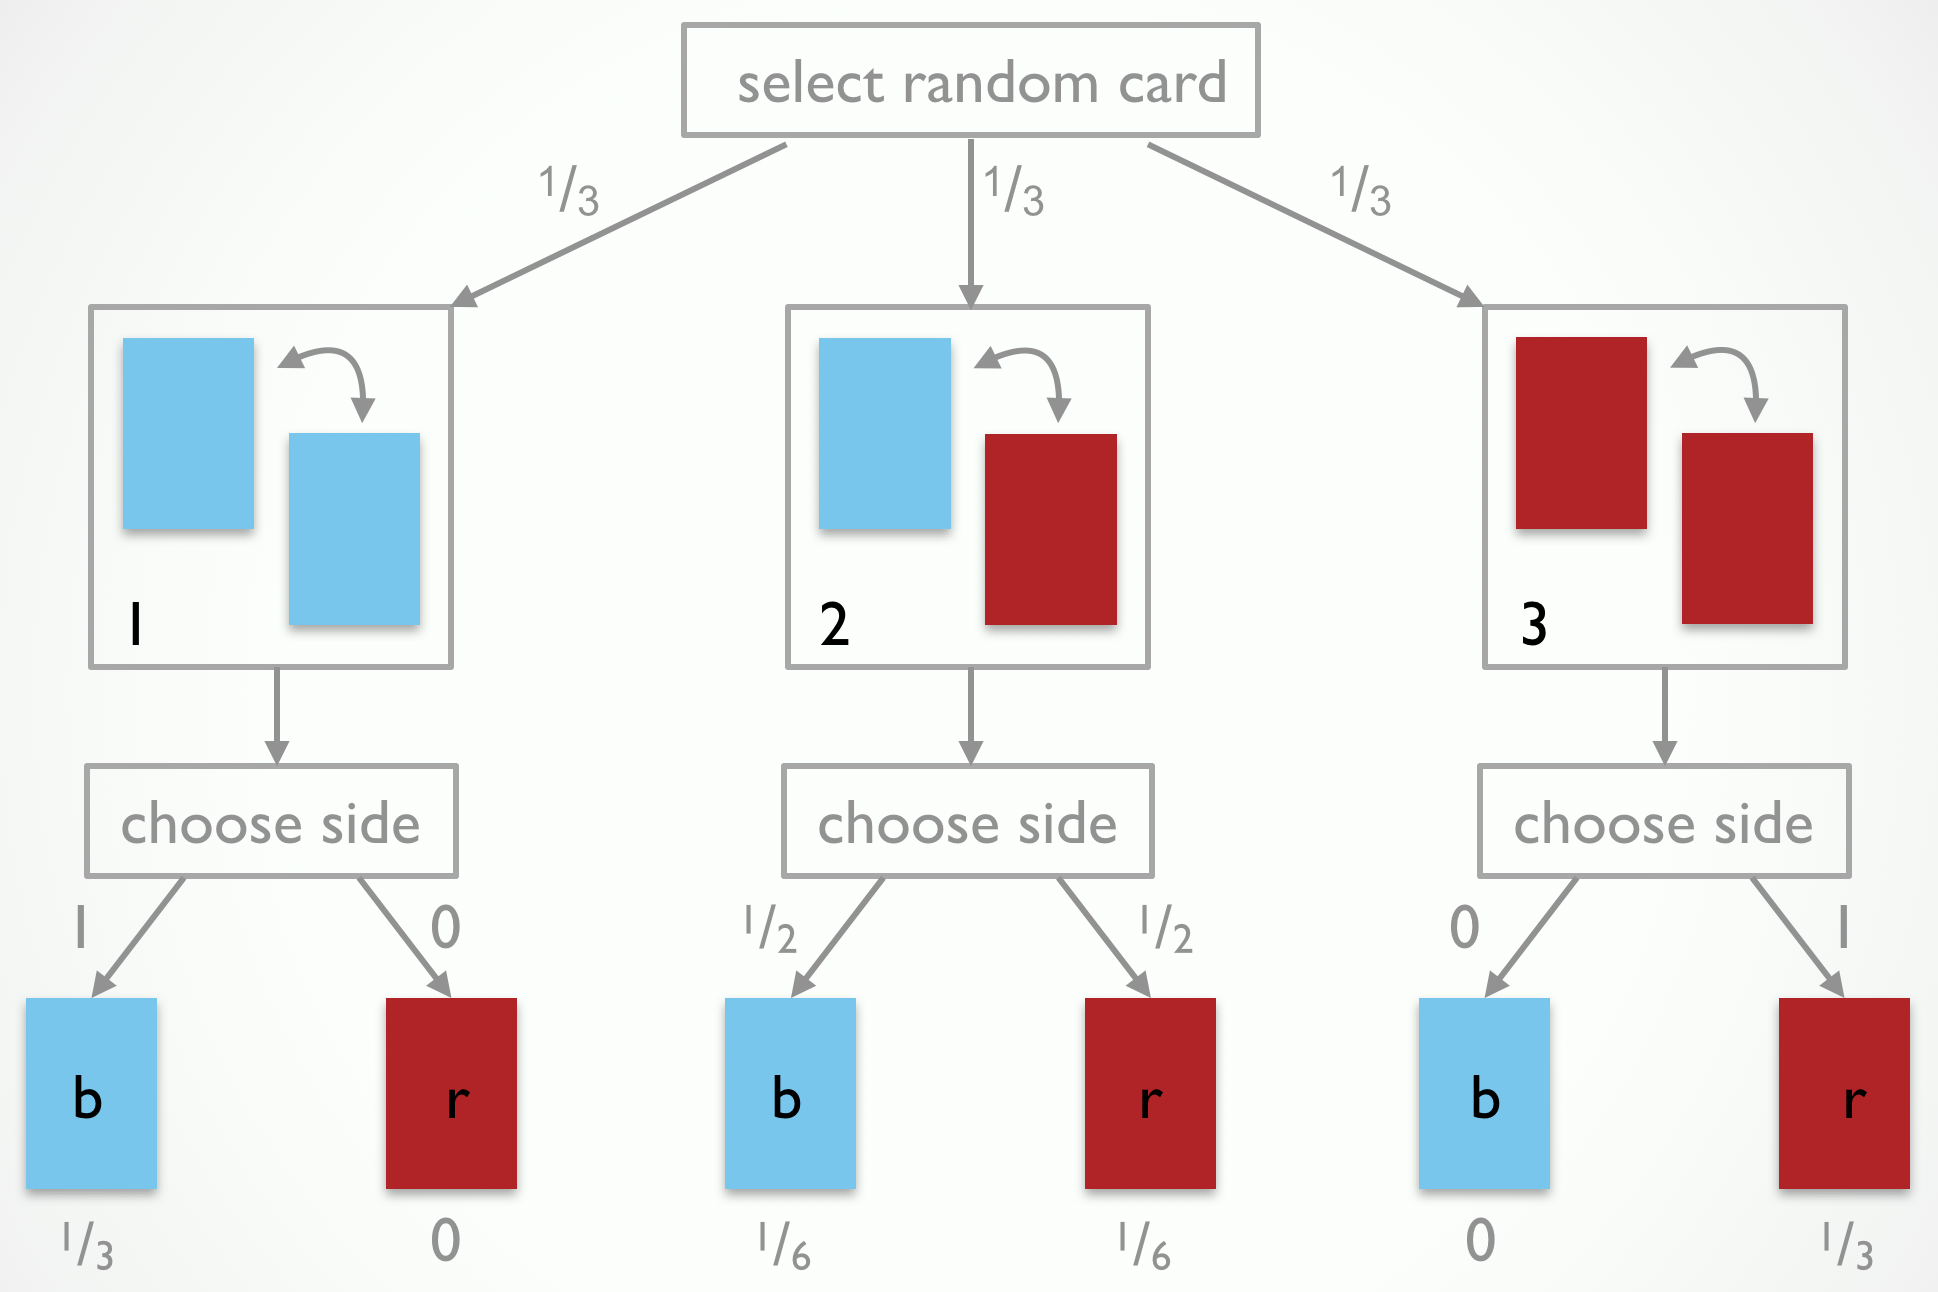 select random card
1/3
1/3
1/3
1
2
3
choose side
choose side
choose side
1
0
1/2
1/2
0
1
b
r
b
r
b
r
1/3
0
1/6
1/6
0
1/3